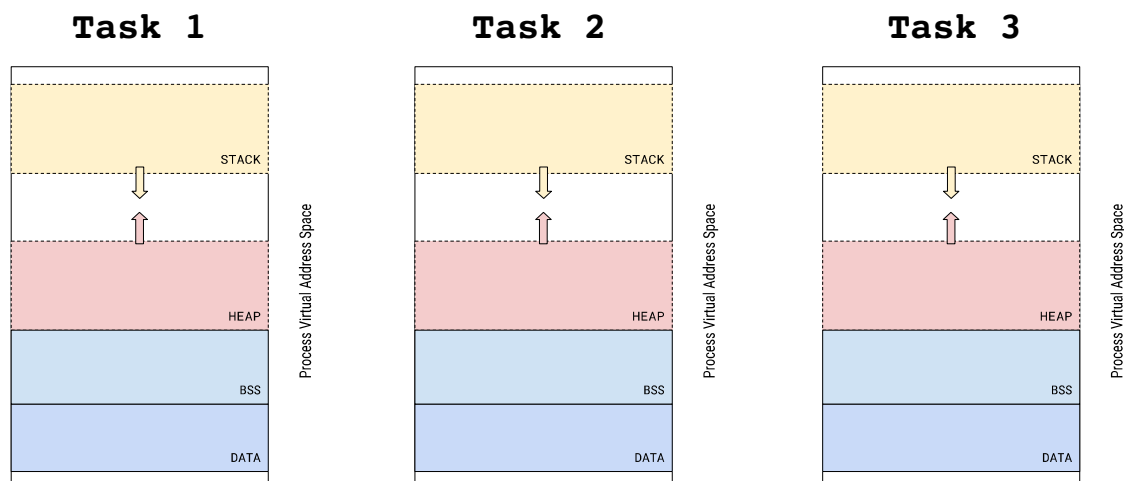 Task 1
STACK
HEAP
BSS
DATA
Process Virtual Address Space
Task 2
STACK
HEAP
BSS
DATA
Process Virtual Address Space
Task 3
STACK
HEAP
BSS
DATA
Process Virtual Address Space